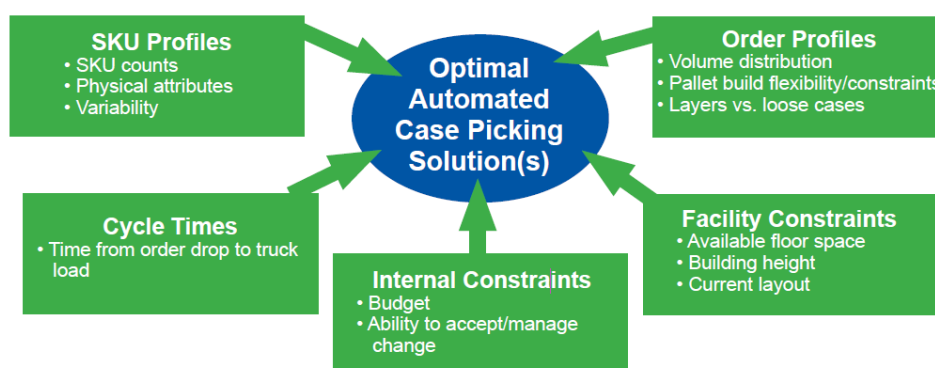 SKU Profiles
• SKU counts
• Physical attributes
• Variability
Optimal
Automated
Case Picking
Solution(s)
Order Profiles
• Volume distribution
• Pallet build flexibility/constraints
• Layers vs. loose cases
Cycle Times
• Time from order drop to truck
load
Internal Constraints
• Budget
• Ability to accept/manage
change
Facility Constraints
• Available floor space
• Building height
• Current layout